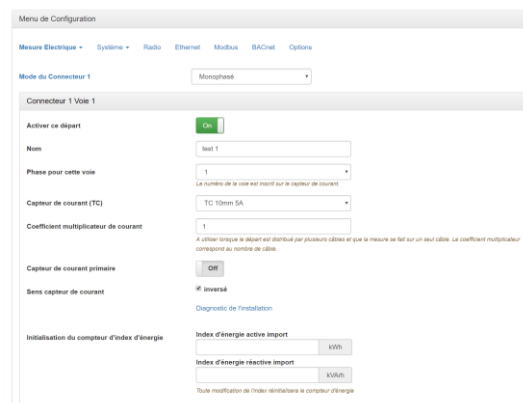 Menu de Configuration
Mesure Electrique Système Radio Ethernet Modbus BACnet Options
Mode du Connecteur 1 Monophasé
Connecteur 1 Voie 1
Activer ce départ On
Nom test 1
Phase pour cette voie 1
Le numéro de la voie est inscrit sur le capteur de courant.
Capteur de courant (TC) TC 10mm 5A
Coefficient multiplicateur de courant 1
A utiliser lorsque le départ est distribué par plusieurs câbles et que la mesure se fait sur un seul câble. Le coefficient multiplicateur
correspond au nombre de câble.
Capteur de courant primaire Off
Sens capteur de courant inversé
Diagnostic de l'installation
Initialisation du compteur d'index d'énergie Index d'énergie active import
kWh
Index d'énergie réactive import
kVArh
Toute modification de l'index réinitialisera le compteur d'énergie